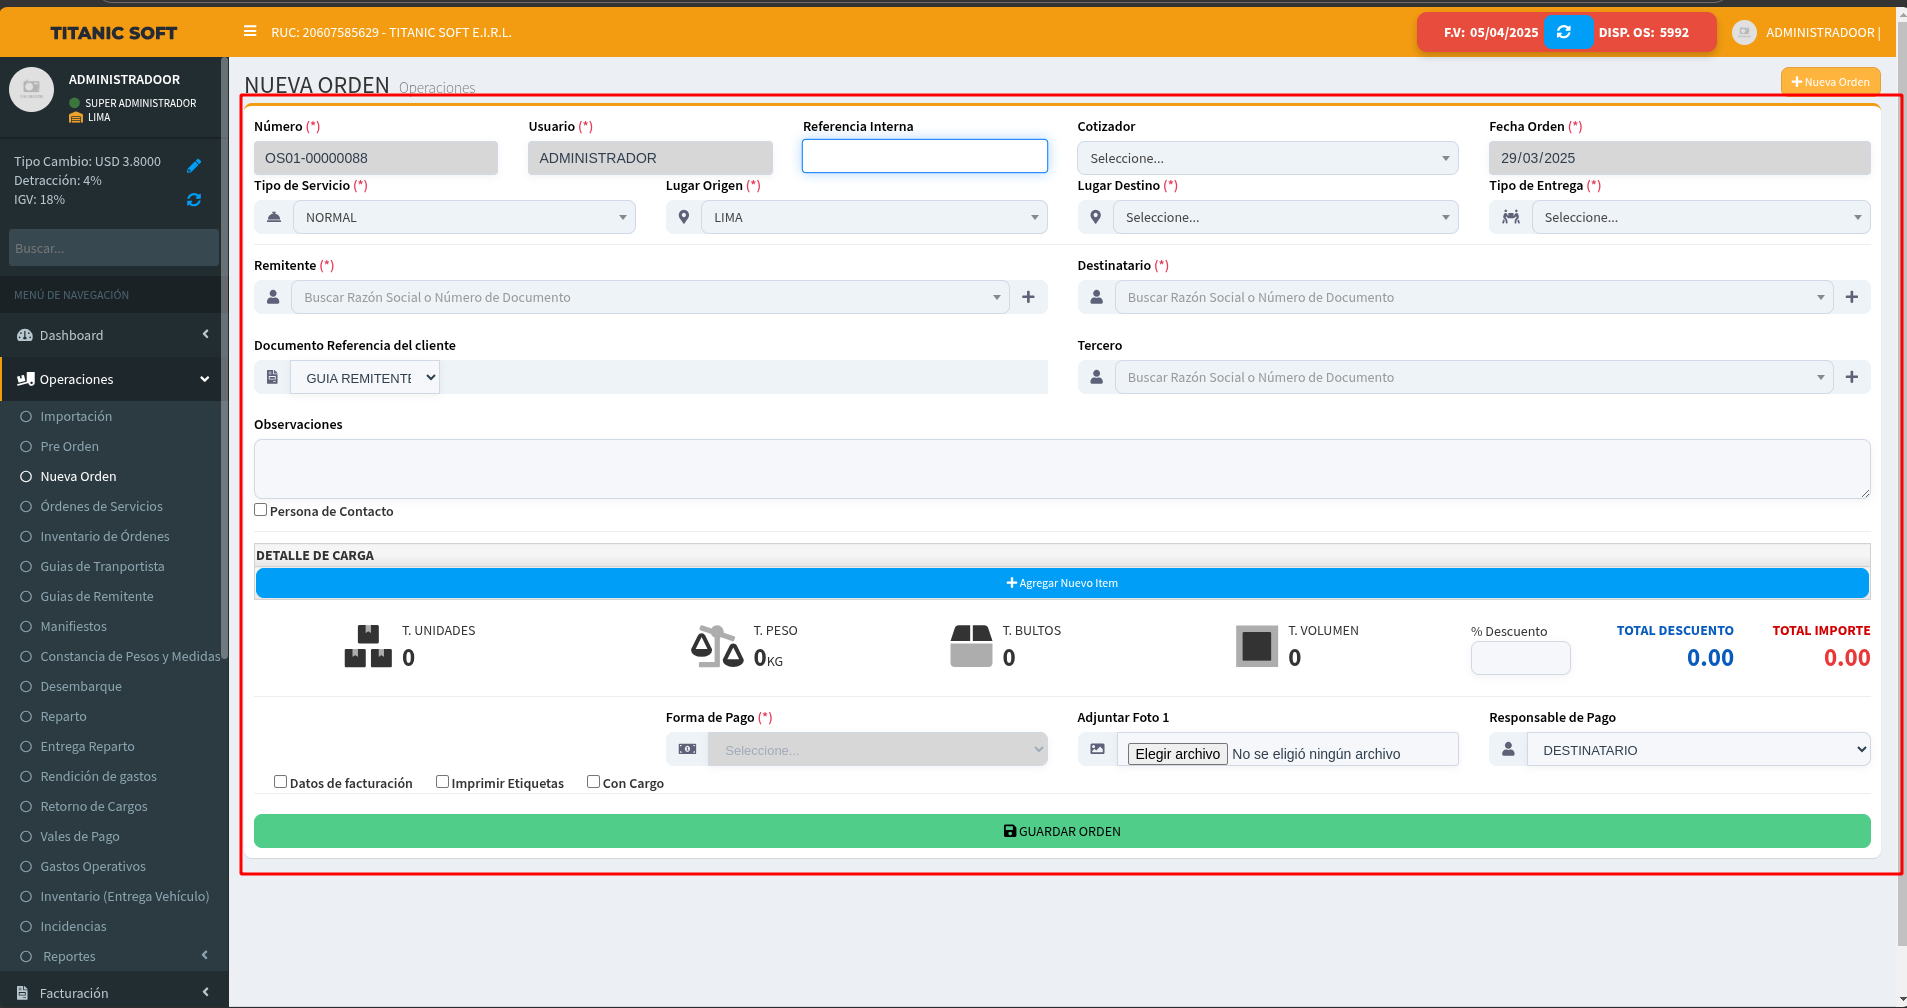 TITANIC SOFT
RUC: 20607585629 - TITANIC SOFT E.I.R.L.
F.V: 05/04/2025
DISP. OS: 5992
ADMINISTRADOOR |
ADMINISTRADOOR
SUPER ADMINISTRADOR
LIMA
Tipo Cambio: USD 3.8000
Detracción: 4%
IGV: 18%
Buscar...
MENÚ DE NAVEGACIÓN
Dashboard
Operaciones
Importación
Pre Orden
Nueva Orden
Órdenes de Servicios
Inventario de Órdenes
Guias de Tranportista
Guias de Remitente
Manifiestos
Constancia de Pesos y Medidas
Desembarque
Reparto
Entrega Reparto
Rendición de gastos
Retorno de Cargos
Vales de Pago
Gastos Operativos
Inventario (Entrega Vehículo)
Incidencias
Reportes
Facturación
NUEVA ORDEN Operaciones
Nueva Orden
Número (*)
OS01-00000088
Usuario (*)
ADMINISTRADOR
Referencia Interna
Cotizador
Seleccione...
Fecha Orden (*)
29/03/2025
Tipo de Servicio (*)
NORMAL
Lugar Origen (*)
LIMA
Lugar Destino (*)
Seleccione...
Tipo de Entrega (*)
Seleccione...
Remitente (*)
Buscar Razón Social o Número de Documento
Destinatario (*)
Buscar Razón Social o Número de Documento
Documento Referencia del cliente
GUIA REMITENTE
Tercero
Buscar Razón Social o Número de Documento
Observaciones
Persona de Contacto
DETALLE DE CARGA
Agregar Nuevo Item
T. UNIDADES
0
T. PESO
0KG
T. BULTOS
0
T. VOLUMEN
0
% Descuento
TOTAL DESCUENTO
0.00
TOTAL IMPORTE
0.00
Forma de Pago (*)
Seleccione...
Adjuntar Foto 1
Elegir archivo No se eligió ningún archivo
Responsable de Pago
DESTINATARIO
Datos de facturación
Imprimir Etiquetas
Con Cargo
GUARDAR ORDEN